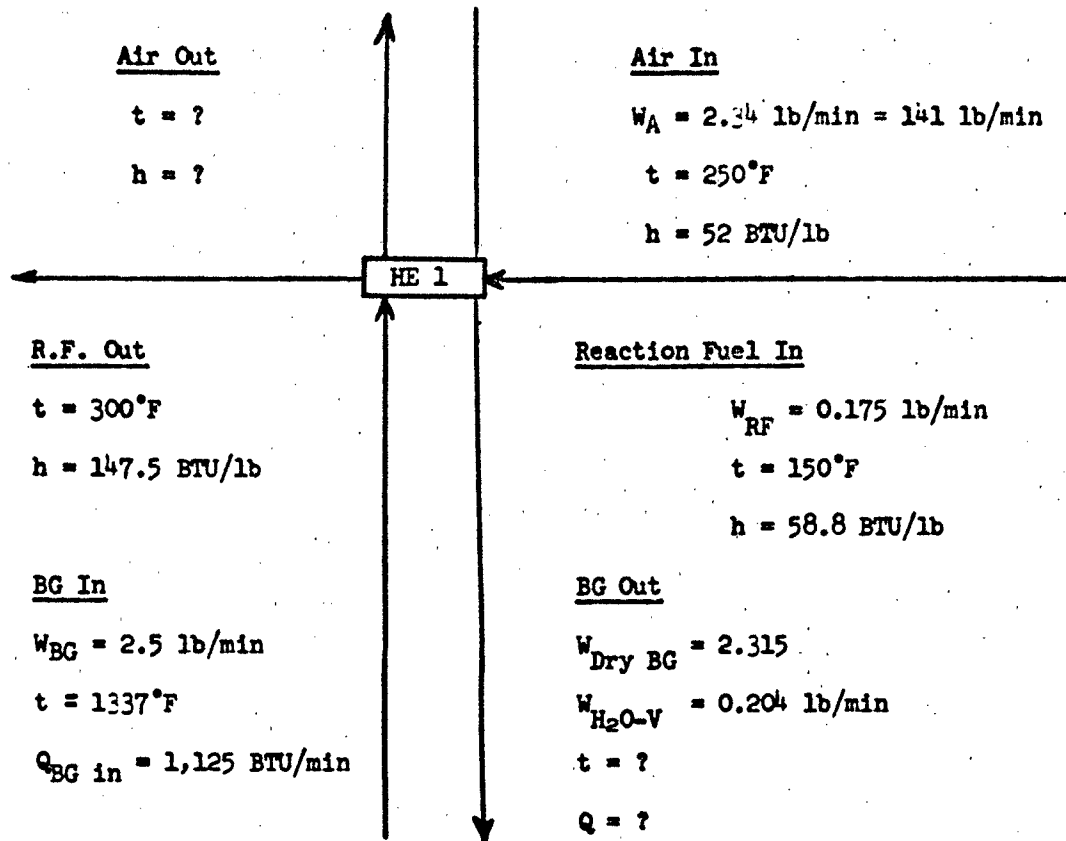 Air Out
t = ?
h = ?
Air In
W_A = 2.34 lb/min = 141 lb/min
t = 250°F
h = 52 BTU/lb
HE 1
R.F. Out
t = 300°F
h = 147.5 BTU/lb
Reaction Fuel In
W_RF = 0.175 lb/min
t = 150°F
h = 58.8 BTU/lb
BG In
W_BG = 2.5 lb/min
t = 1337°F
Q_BG in = 1,125 BTU/min
BG Out
W_Dry BG = 2.315
W_H₂O-V = 0.204 lb/min
t = ?
Q = ?